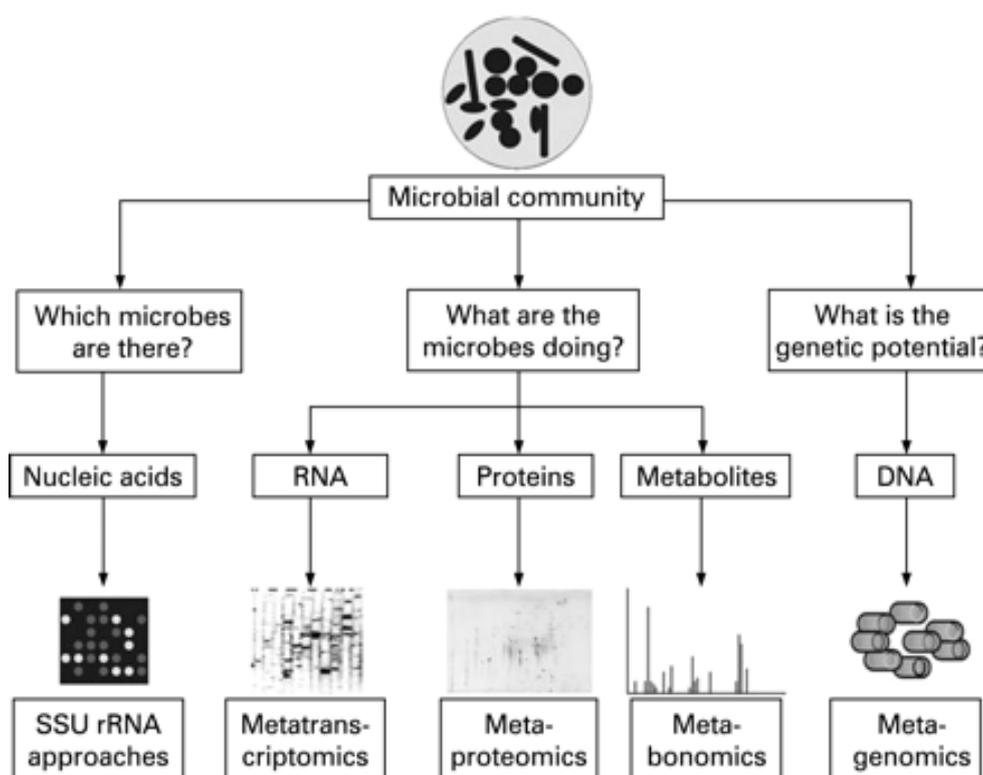 Microbial community
Which microbes
are there?
What are the
microbes doing?
What is the
genetic potential?
Nucleic acids
RNA
Proteins
Metabolites
DNA
SSU rRNA
approaches
Metatrans-
criptomics
Meta-
proteomics
Meta-
bonomics
Meta-
genomics